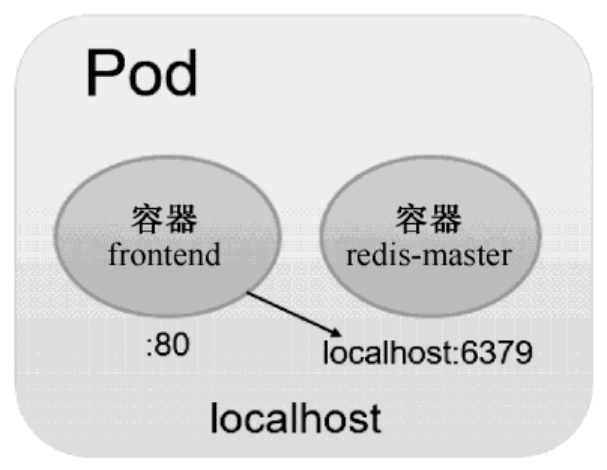 Pod
容器
frontend
容器
redis-master
:80
localhost:6379
localhost